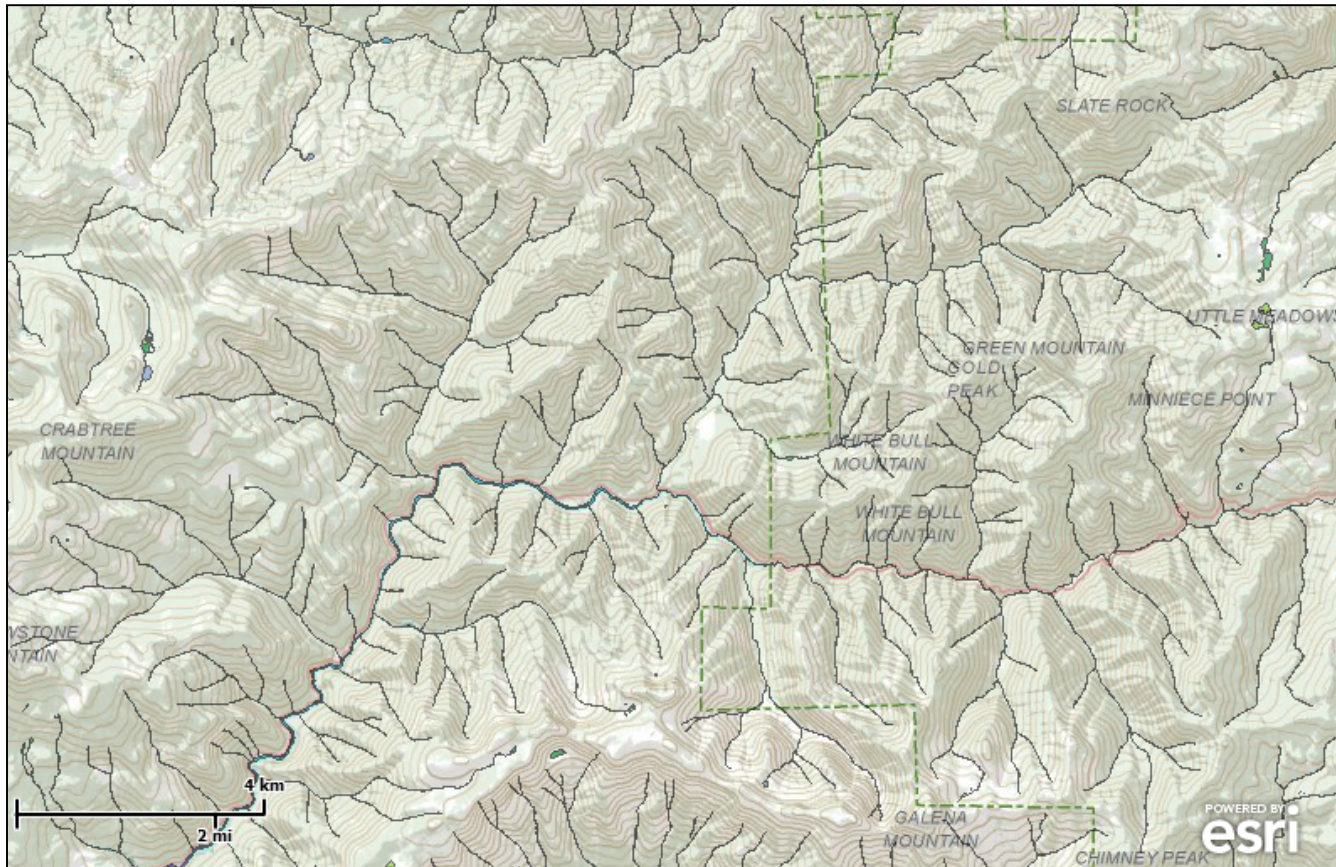 SLATE ROCK
LITTLE MEADOWS
GREEN MOUNTAIN
GOLD
PEAK
MINNIECE POINT
CRABTREE
MOUNTAIN
WHITE BULL
MOUNTAIN
WHITE BULL
MOUNTAIN
WSTONE
NTAIN
4 km
2 mi
GALENA
MOUNTAIN
CHIMNEY PEAK
POWERED BY
esri